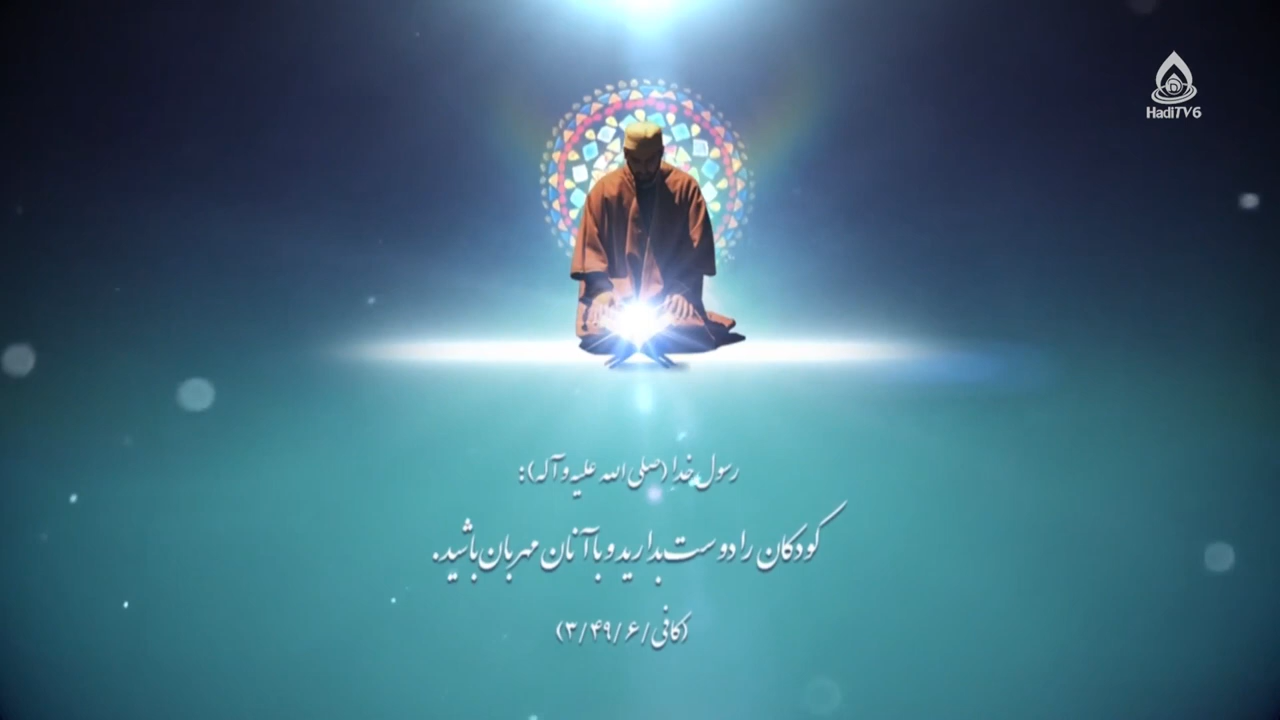 HadiTV6
رسول خدا (صلی الله علیه و آله):
کودکان را دوست بدارید و با آنان مهربان باشید.
(کافی/۶/۴۹/۳)